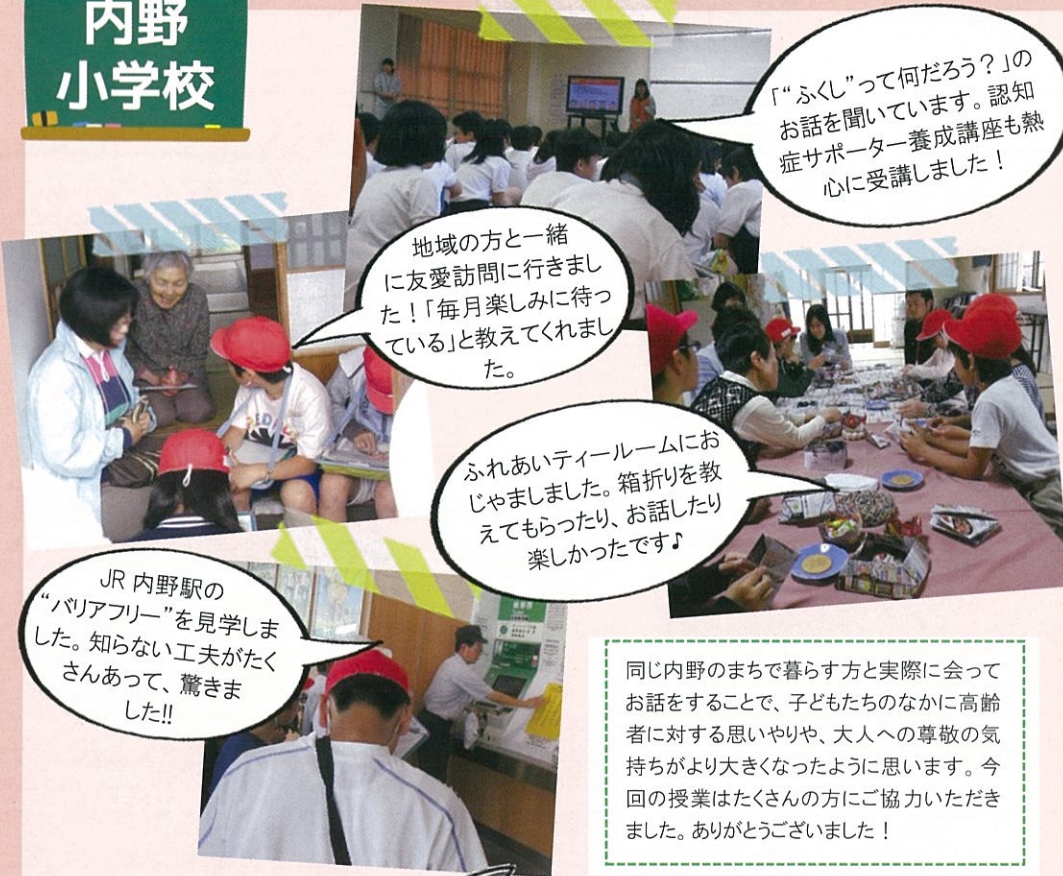 内野
小学校
「“ふくし”って何だろう？」の
お話を聞いています。認知
症サポーター養成講座も熱
心に受講しました！
地域の方と一緒
に友愛訪問に行きまし
た！「毎月楽しみに待っ
ている」と教えてくれまし
た。
ふれあいティールームにお
じゃましました。箱折りを教
えてもらったり、お話したり
楽しかったです♪
JR 内野駅の
“バリアフリー”を見学しま
した。知らない工夫がたく
さんあって、驚きま
した!!
同じ内野のまちで暮らす方と実際に会って
お話をすることで、子どもたちのなかに高齢
者に対する思いやりや、大人への尊敬の気
持ちがより大きくなったように思います。今
回の授業はたくさんの方にご協力いただき
ました。ありがとうございました！